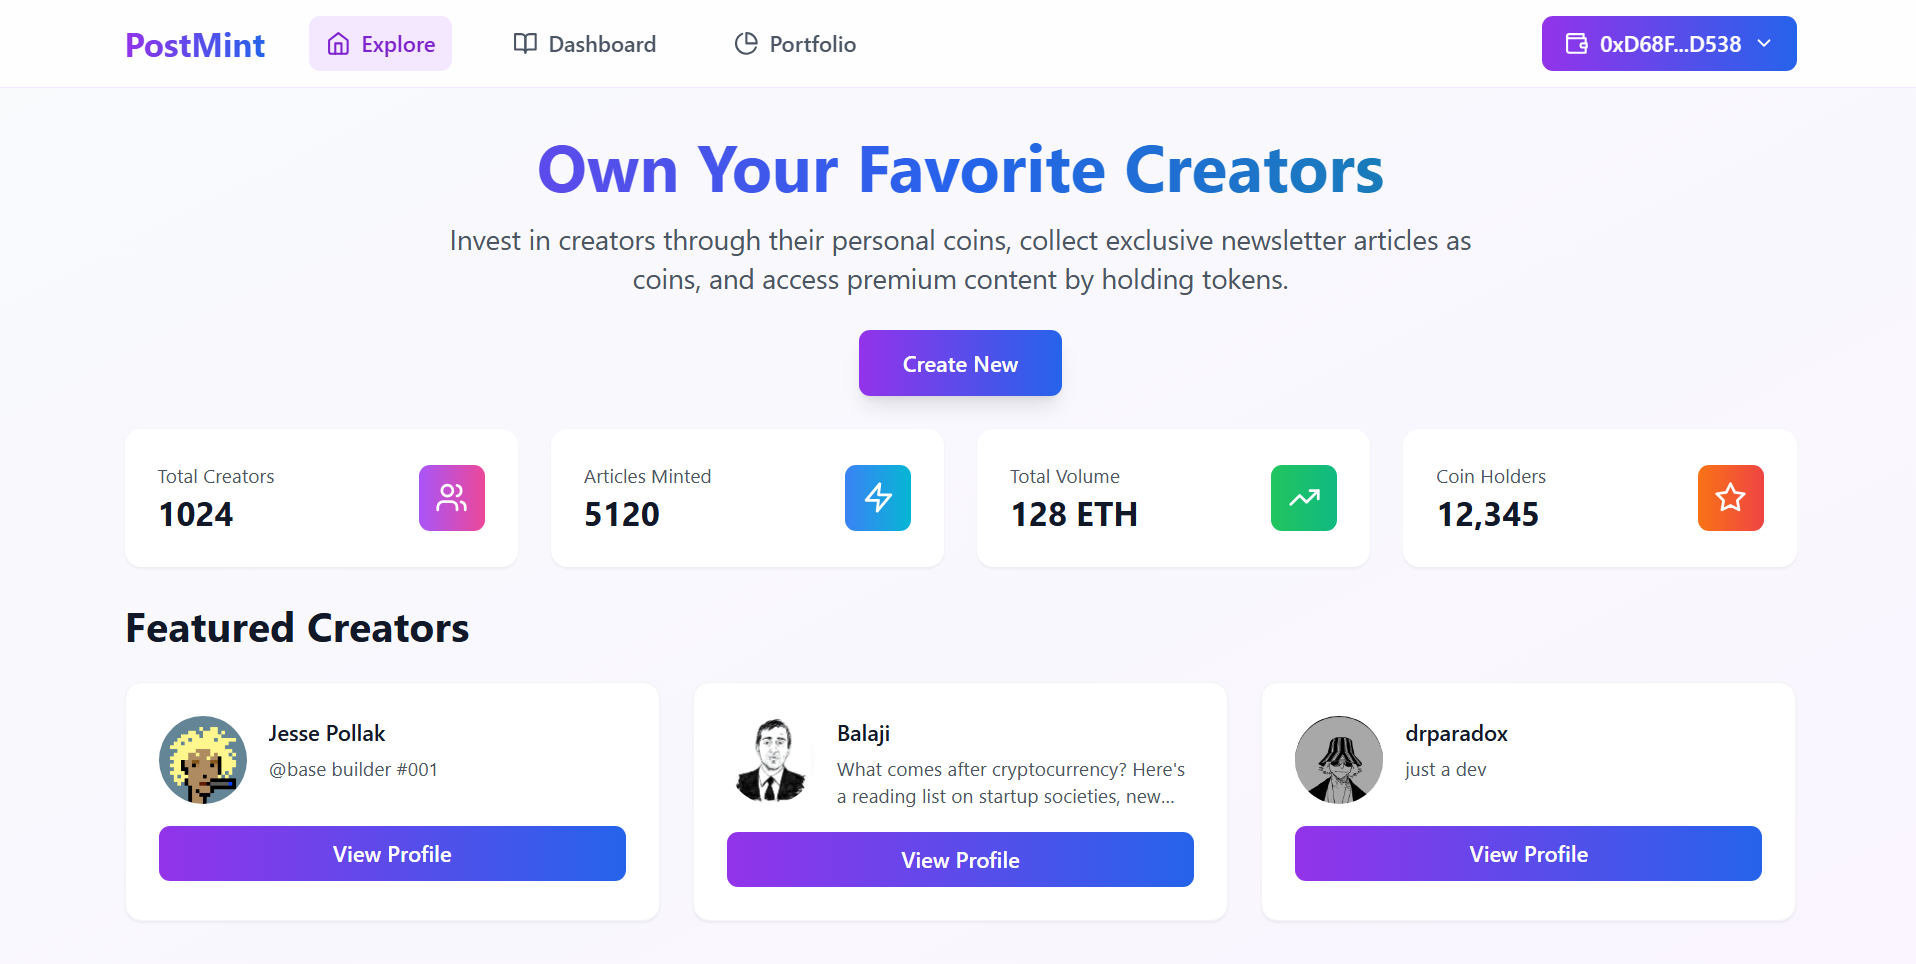 PostMint
Explore
Dashboard
Portfolio
0xD68F...D538
Own Your Favorite Creators
Invest in creators through their personal coins, collect exclusive newsletter articles as
coins, and access premium content by holding tokens.
Create New
Total Creators
1024
Articles Minted
5120
Total Volume
128 ETH
Coin Holders
12,345
Featured Creators
Jesse Pollak
@base builder #001
View Profile
Balaji
What comes after cryptocurrency? Here's
a reading list on startup societies, new...
View Profile
drparadox
just a dev
View Profile